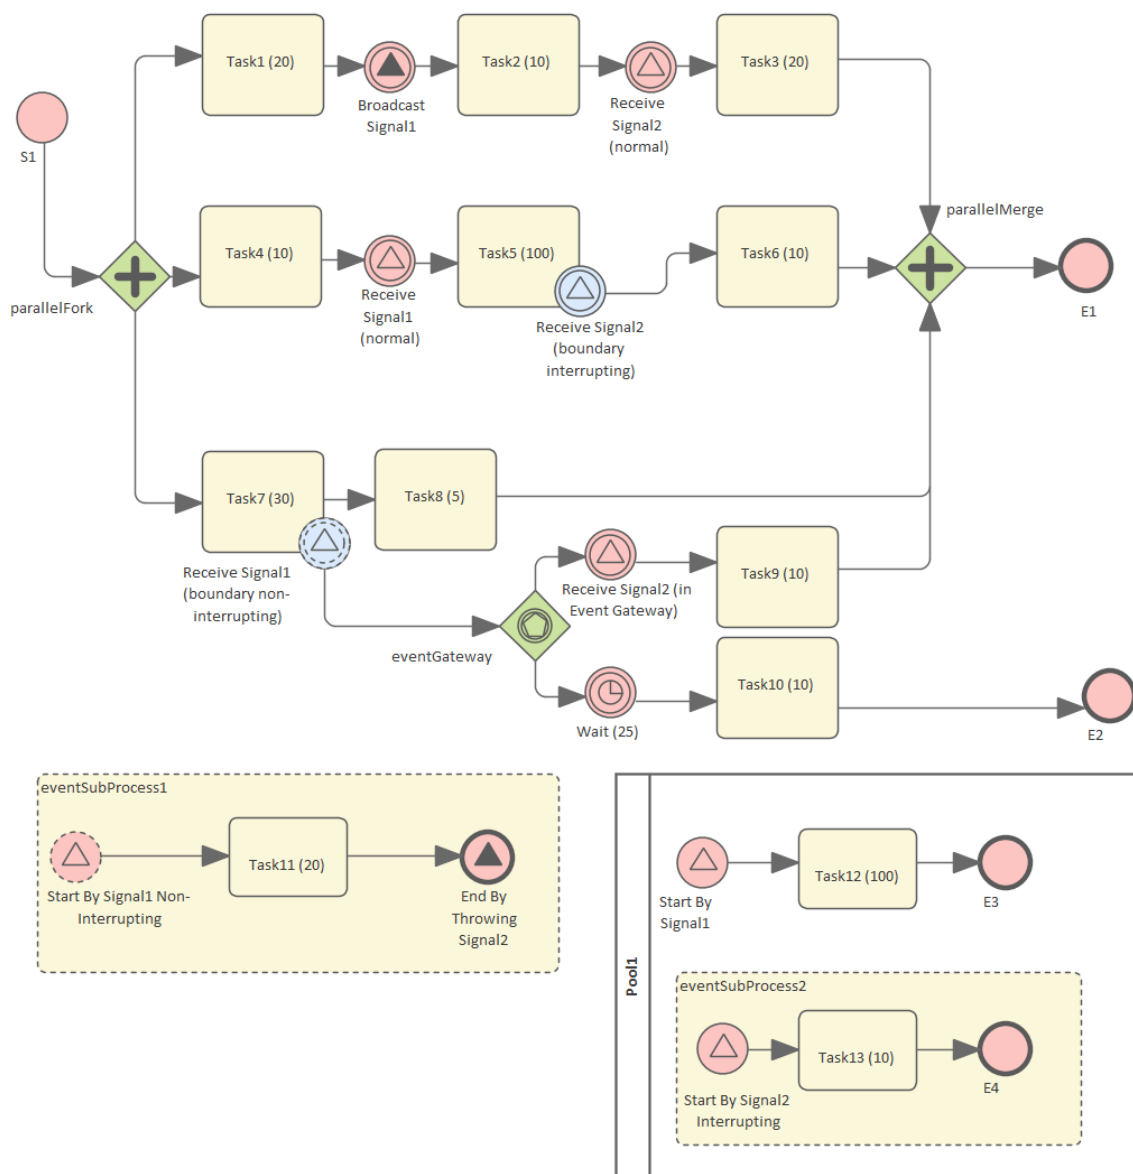 Task1 (20)
Task2 (10)
Task3 (20)
Broadcast
Signal1
Receive
Signal2
(normal)
S1
parallelFork
Task4 (10)
Task5 (100)
Task6 (10)
parallelMerge
Receive
Signal1
(normal)
Receive Signal2
(boundary
interrupting)
E1
Task7 (30)
Task8 (5)
Receive Signal1
(boundary non-
interrupting)
Receive Signal2 (in
Event Gateway)
Task9 (10)
eventGateway
Wait (25)
Task10 (10)
E2
eventSubProcess1
Start By Signal1 Non-
Interrupting
Task11 (20)
End By
Throwing
Signal2
Pool1
Start By
Signal1
Task12 (100)
E3
eventSubProcess2
Start By Signal2
Interrupting
Task13 (10)
E4